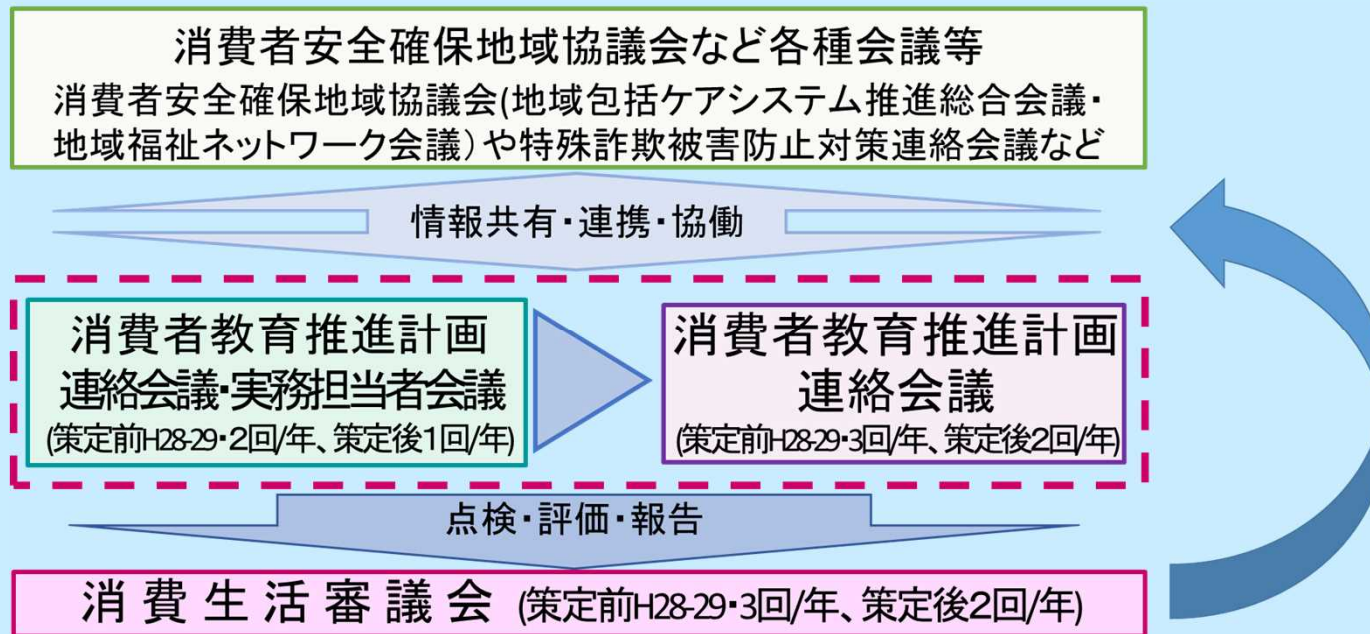 消費者安全確保地域協議会など各種会議等
消費者安全確保地域協議会(地域包括ケアシステム推進総合会議・
地域福祉ネットワーク会議)や特殊詐欺被害防止対策連絡会議など
情報共有・連携・協働
消費者教育推進計画
連絡会議・実務担当者会議
(策定前H28-29・2回/年、策定後1回/年)
消費者教育推進計画
連絡会議
(策定前H28-29・3回/年、策定後2回/年)
点検・評価・報告
消費生活審議会 (策定前H28-29・3回/年、策定後2回/年)